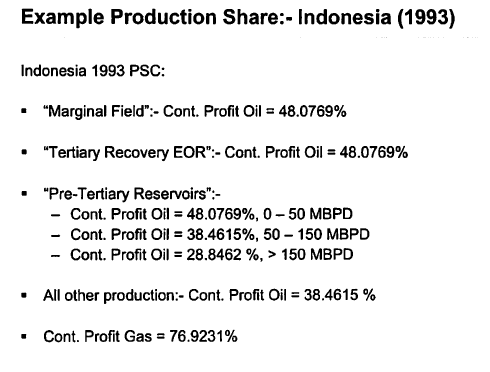 Example Production Share:- Indonesia (1993)
Indonesia 1993 PSC:
▪ “Marginal Field”:- Cont. Profit Oil = 48.0769%
▪ “Tertiary Recovery EOR”:- Cont. Profit Oil = 48.0769%
▪ “Pre-Tertiary Reservoirs”:-
– Cont. Profit Oil = 48.0769%, 0 – 50 MBPD
– Cont. Profit Oil = 38.4615%, 50 – 150 MBPD
– Cont. Profit Oil = 28.8462 %, > 150 MBPD
▪ All other production:- Cont. Profit Oil = 38.4615 %
▪ Cont. Profit Gas = 76.9231%